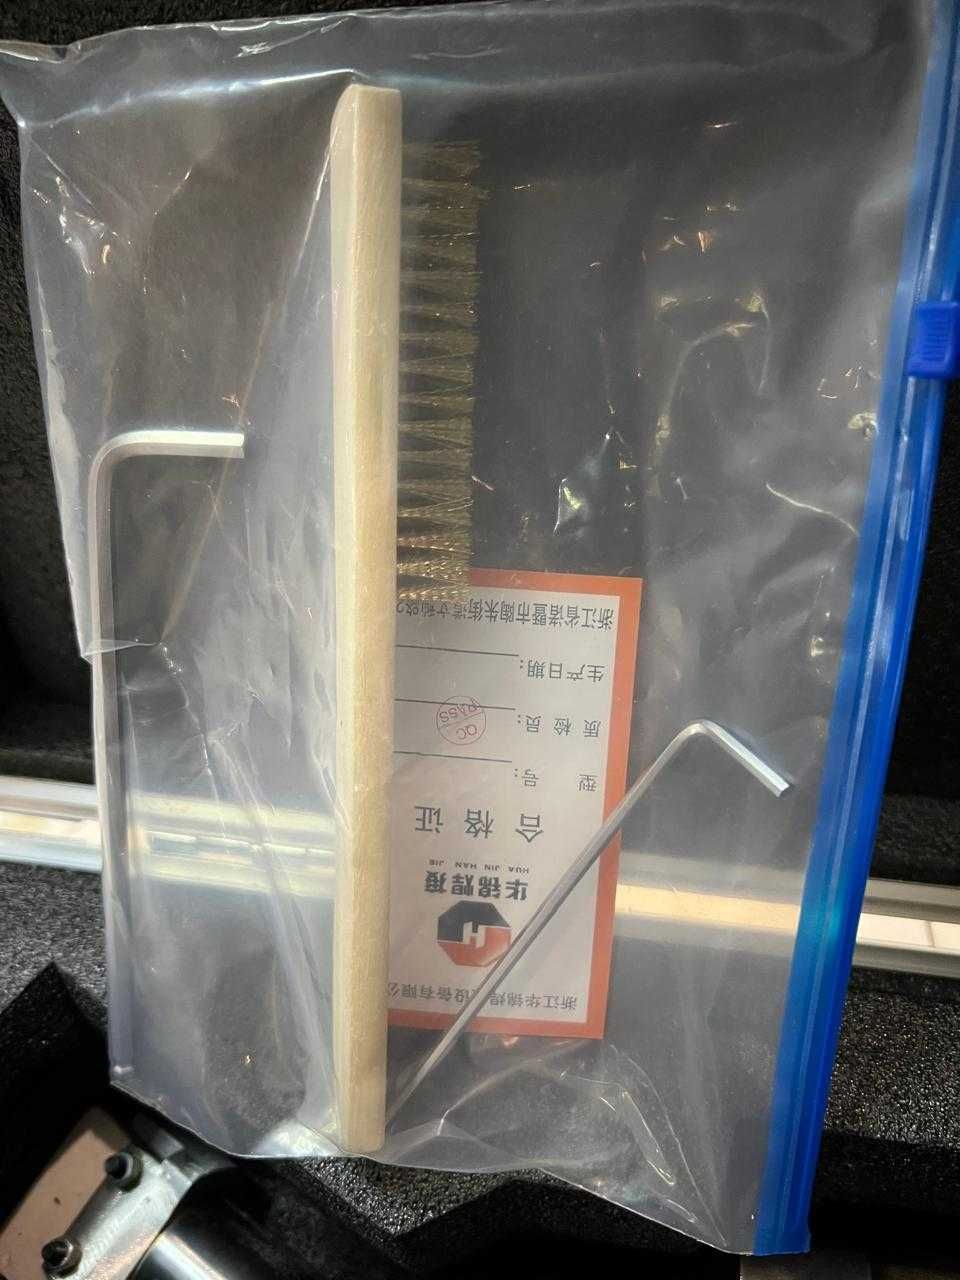 浙江华锦焊 设备有限公
H
华锦焊接
HUA JIN HAN JIE
合格证
型 号:
质 检 员:
QC
PASS
生产日期:
浙江省诸暨市陶朱街道